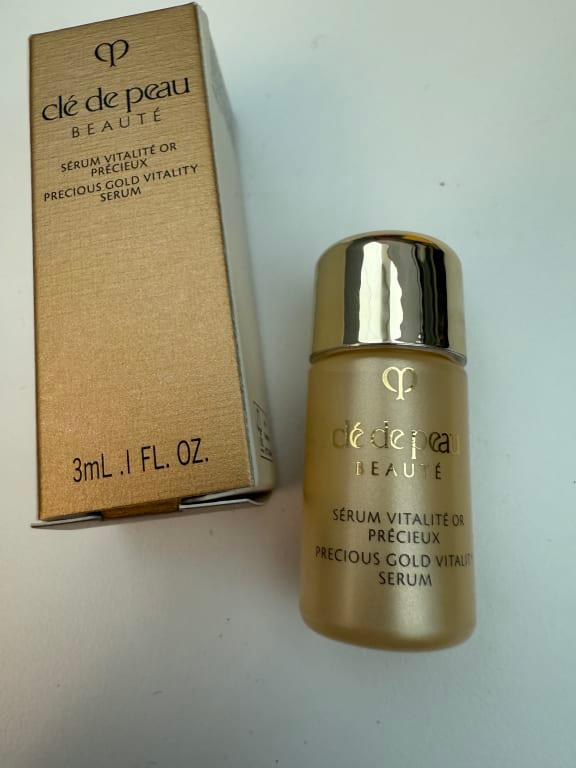 clé de peau
BEAUTÉ
SÉRUM VITALITÉ OR
PRÉCIEUX
PRECIOUS GOLD VITALITY
SERUM
3mL .1 FL. OZ.
clé de peau
BEAUTÉ
SÉRUM VITALITÉ OR
PRÉCIEUX
PRECIOUS GOLD VITALITY
SERUM